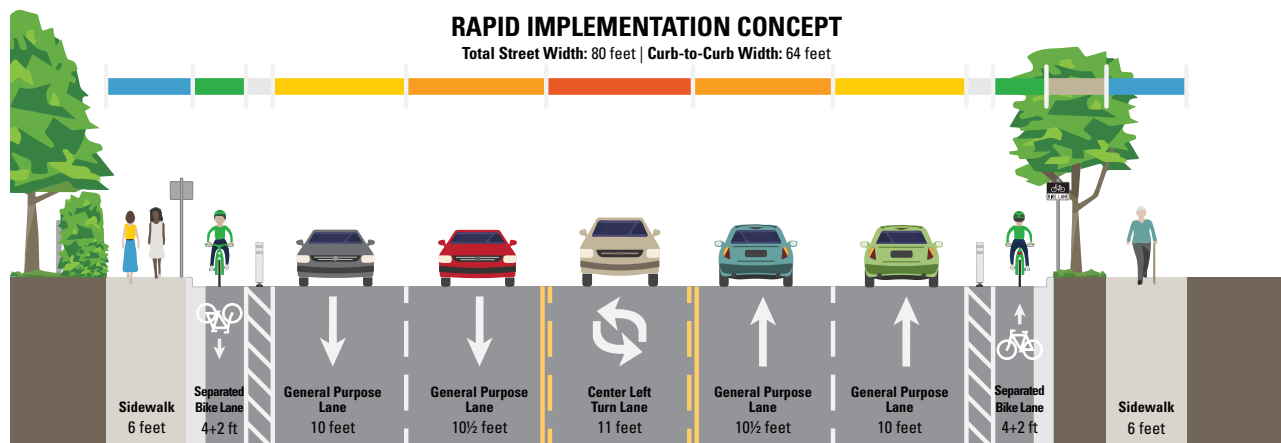 RAPID IMPLEMENTATION CONCEPT
Total Street Width: 80 feet | Curb-to-Curb Width: 64 feet
BIKE LANE
Sidewalk
6 feet
Separated
Bike Lane
4+2 ft
General Purpose
Lane
10 feet
General Purpose
Lane
10½ feet
Center Left
Turn Lane
11 feet
General Purpose
Lane
10½ feet
General Purpose
Lane
10 feet
Separated
Bike Lane
4+2 ft
Sidewalk
6 feet